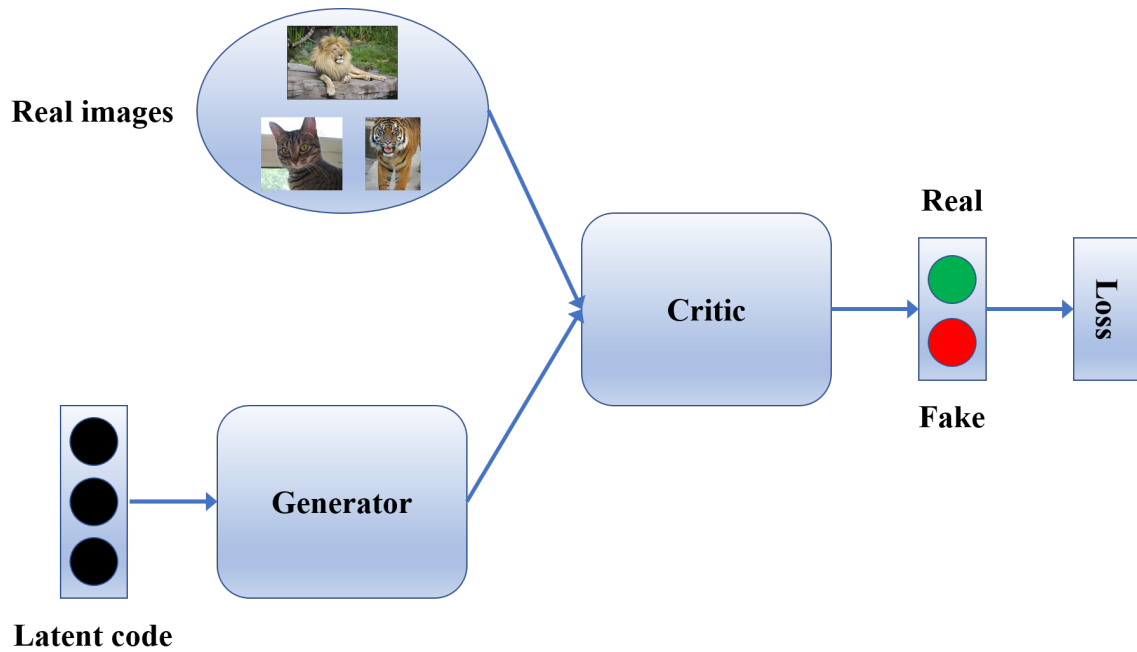 Real images
Real
Critic
Loss
Fake
Generator
Latent code